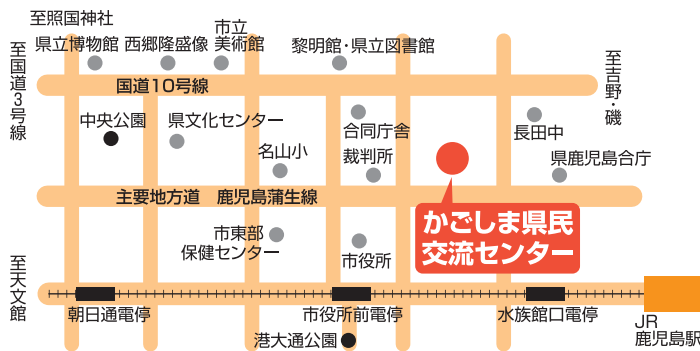 至照国神社
県立博物館
西郷隆盛像
市立
美術館
黎明館・県立図書館
至国道3号線
国道10号線
至吉野・磯
中央公園
県文化センター
合同庁舎
長田中
名山小
裁判所
県鹿児島合庁
主要地方道 鹿児島蒲生線
かごしま県民
交流センター
市東部
保健センター
市役所
至天文館
朝日通電停
市役所前電停
水族館口電停
JR
鹿児島駅
港大通公園